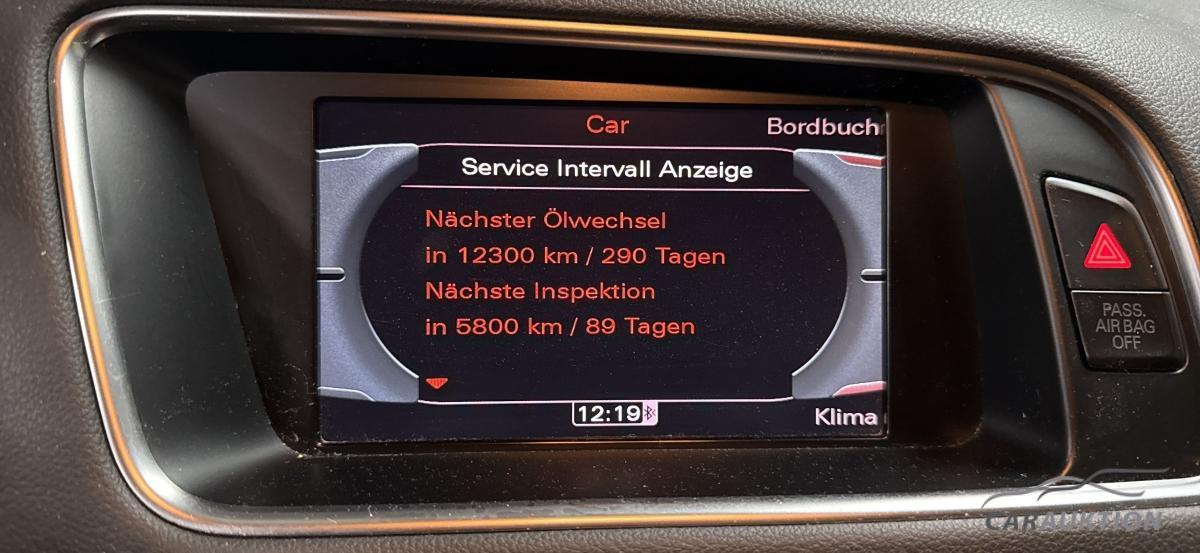 Car
Bordbuch
Service Intervall Anzeige
Nächster Ölwechsel
in 12300 km / 290 Tagen
Nächste Inspektion
in 5800 km / 89 Tagen
12:19
Klima
PASS.
AIR BAG
OFF
CARAUKTION